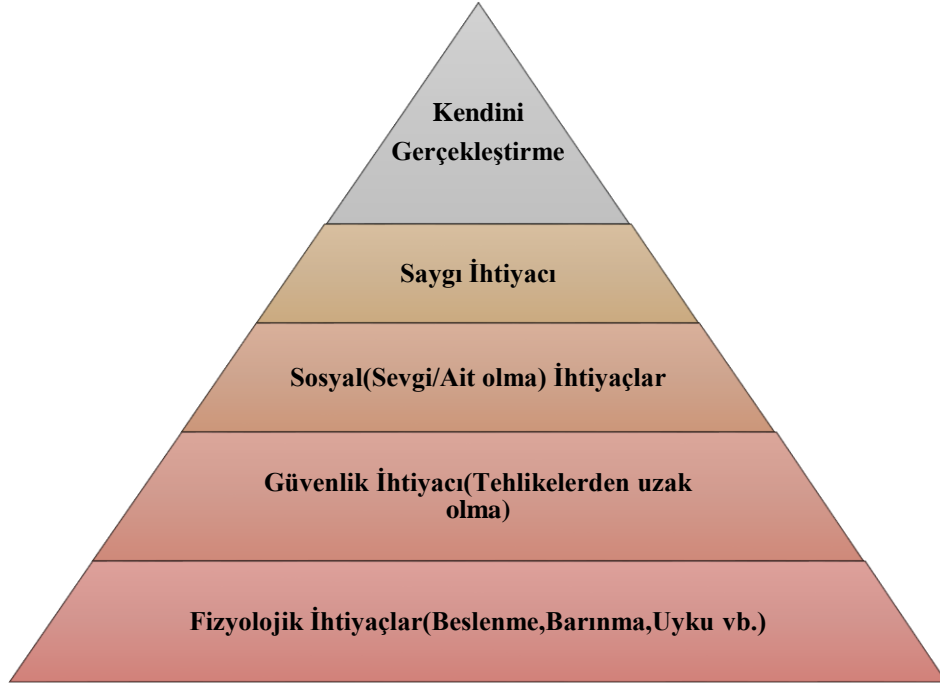 Kendini
Gerçekleştirme
Saygı İhtiyacı
Sosyal(Sevgi/Ait olma) İhtiyaçlar
Güvenlik İhtiyacı(Tehlikelerden uzak
olma)
Fizyolojik İhtiyaçlar(Beslenme,Barınma,Uyku vb.)